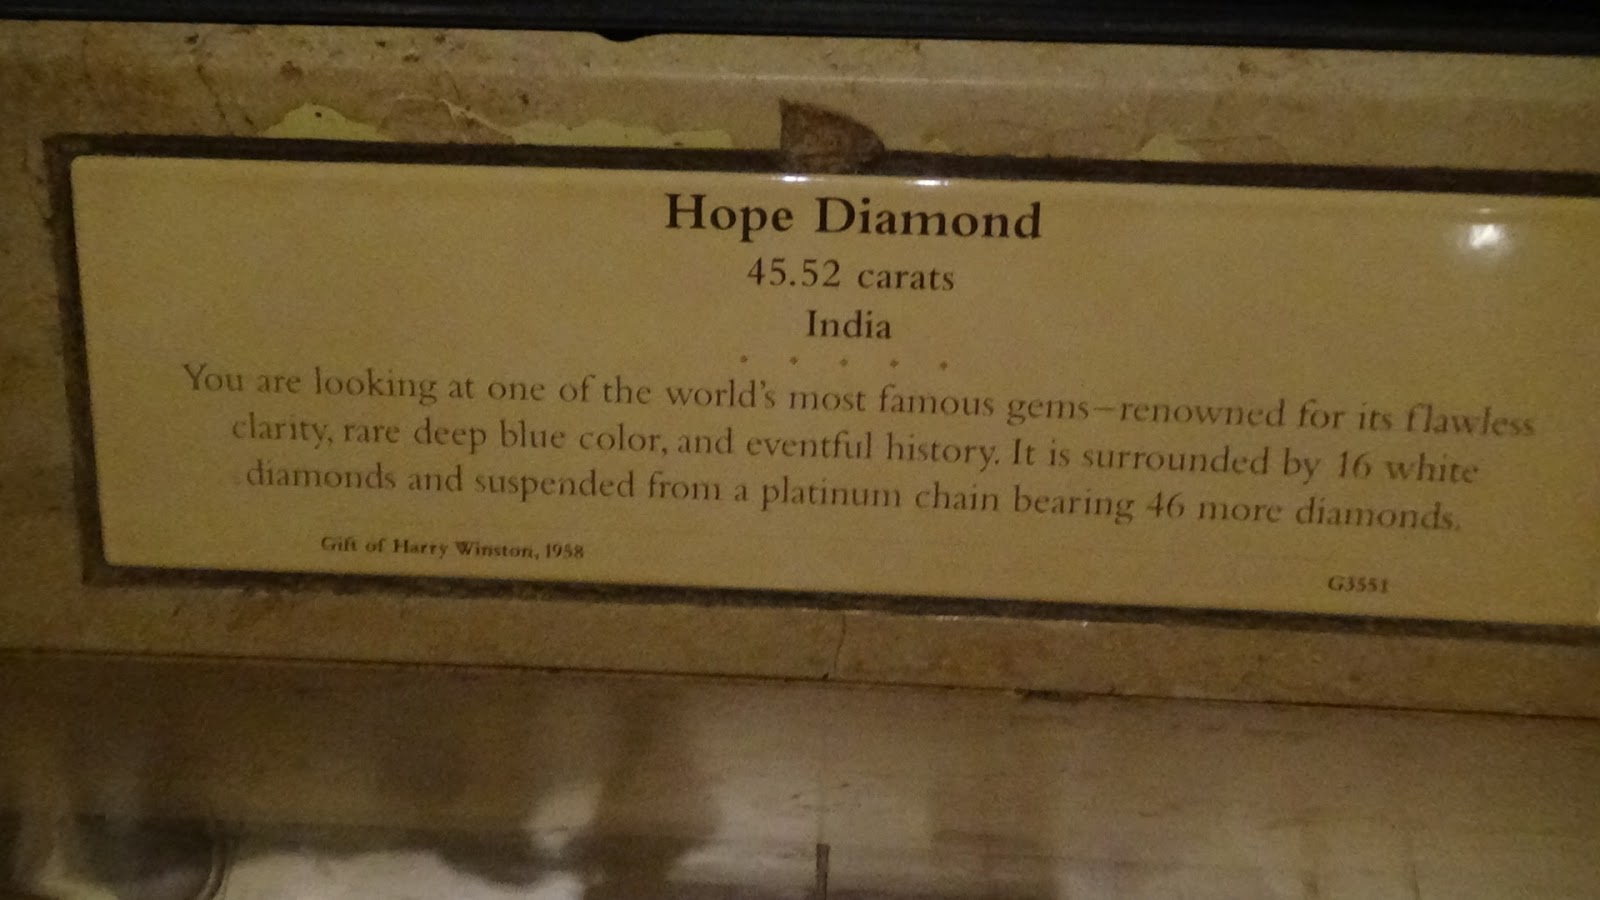 Hope Diamond
45.52 carats
India
You are looking at one of the world's most famous gems—renowned for its flawless
clarity, rare deep blue color, and eventful history. It is surrounded by 16 white
diamonds and suspended from a platinum chain bearing 46 more diamonds.
Gift of Harry Winston, 1958
G3551